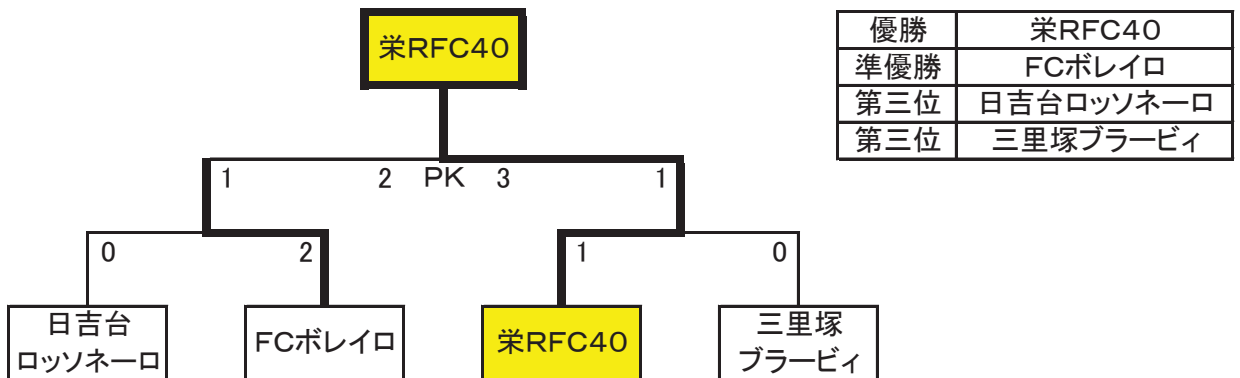 栄RFC40
優勝 栄RFC40
準優勝 FCボレイロ
第三位 日吉台ロッソネーロ
第三位 三里塚ブラービィ
1 2 PK 3 1
0 2 1 0
日吉台
ロッソネーロ
FCボレイロ
栄RFC40
三里塚
ブラービィ